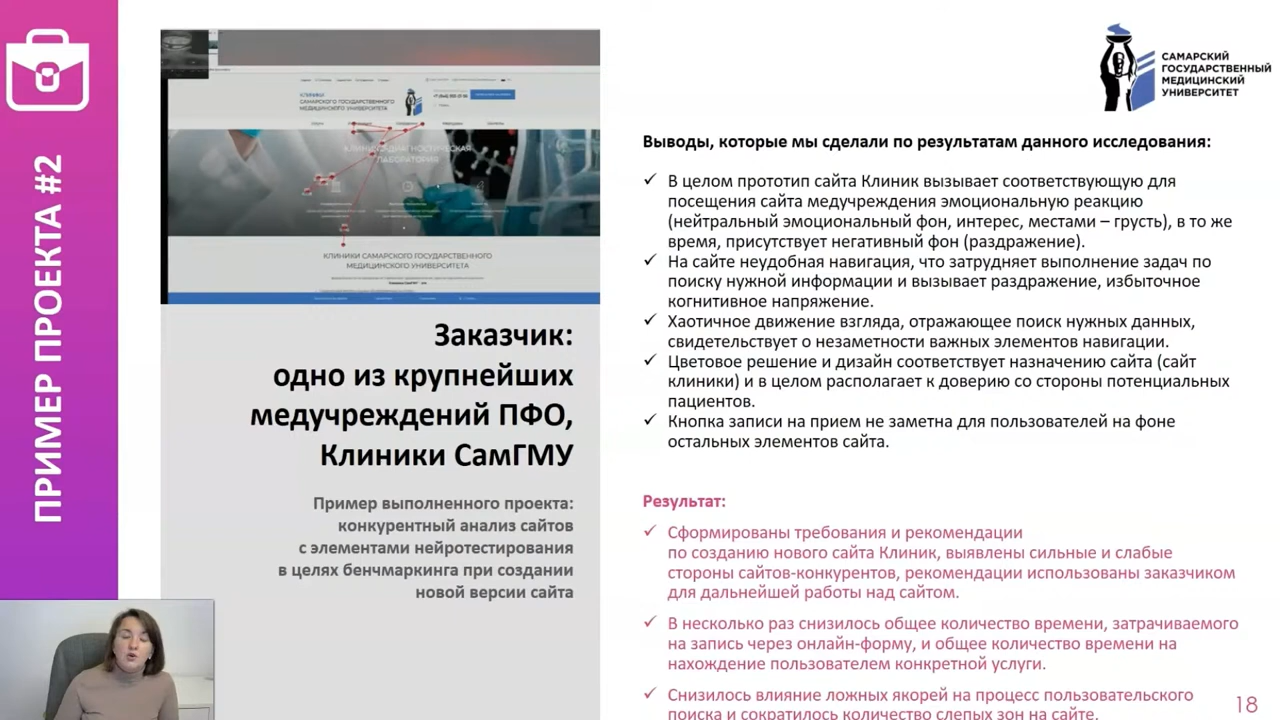 ПРИМЕР ПРОЕКТА #2
КЛИНИКИ
САМАРСКОГО ГОСУДАРСТВЕННОГО
МЕДИЦИНСКОГО УНИВЕРСИТЕТА
КЛИНИКО-ДИАГНОСТИЧЕСКАЯ
ЛАБОРАТОРИЯ
КЛИНИКИ САМАРСКОГО ГОСУДАРСТВЕННОГО
МЕДИЦИНСКОГО УНИВЕРСИТЕТА
Заказчик:
одно из крупнейших
медучреждений ПФО,
Клиники СамГМУ
Пример выполненного проекта:
конкурентный анализ сайтов
с элементами нейротестирования
в целях бенчмаркинга при создании
новой версии сайта
САМАРСКИЙ
ГОСУДАРСТВЕННЫЙ
МЕДИЦИНСКИЙ
УНИВЕРСИТЕТ
Выводы, которые мы сделали по результатам данного исследования:
В целом прототип сайта Клиник вызывает соответствующую для
посещения сайта медучреждения эмоциональную реакцию
(нейтральный эмоциональный фон, интерес, местами – грусть), в то же
время, присутствует негативный фон (раздражение).
На сайте неудобная навигация, что затрудняет выполнение задач по
поиску нужной информации и вызывает раздражение, избыточное
когнитивное напряжение.
Хаотичное движение взгляда, отражающее поиск нужных данных,
свидетельствует о незаметности важных элементов навигации.
Цветовое решение и дизайн соответствует назначению сайта (сайт
клиники) и в целом располагает к доверию со стороны потенциальных
пациентов.
Кнопка записи на прием не заметна для пользователей на фоне
остальных элементов сайта.
Результат:
Сформированы требования и рекомендации
по созданию нового сайта Клиник, выявлены сильные и слабые
стороны сайтов-конкурентов, рекомендации использованы заказчиком
для дальнейшей работы над сайтом.
В несколько раз снизилось общее количество времени, затрачиваемого
на запись через онлайн-форму, и общее количество времени на
нахождение пользователем конкретной услуги.
Снизилось влияние ложных якорей на процесс пользовательского
поиска и сократилось количество слепых зон на сайте.
18